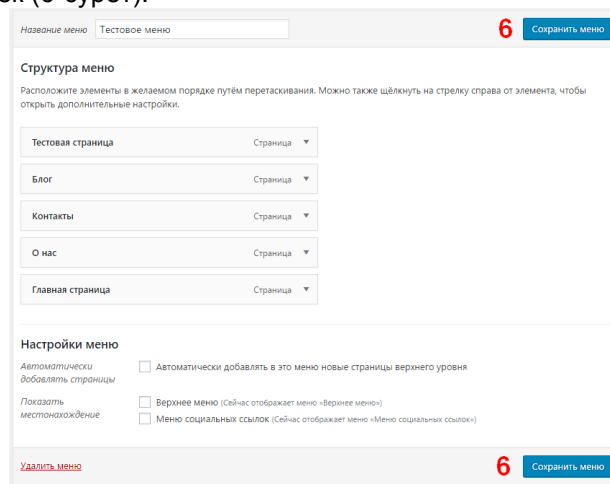 к (6-сурет).
Название меню Тестовое меню 6 Сохранить меню
Структура меню
Расположите элементы в желаемом порядке путём перетаскивания. Можно также щёлкнуть на стрелку справа от элемента, чтобы
открыть дополнительные настройки.
Тестовая страница Страница ▼
Блог Страница ▼
Контакты Страница ▼
О нас Страница ▼
Главная страница Страница ▼
Настройки меню
Автоматически добавлять страницы
Автоматически добавлять в это меню новые страницы верхнего уровня
Показать местонахождение
Верхнее меню (Сейчас отображает меню «Верхнее меню»)
Меню социальных ссылок (Сейчас отображает меню «Меню социальных ссылок»)
Удалить меню 6 Сохранить меню